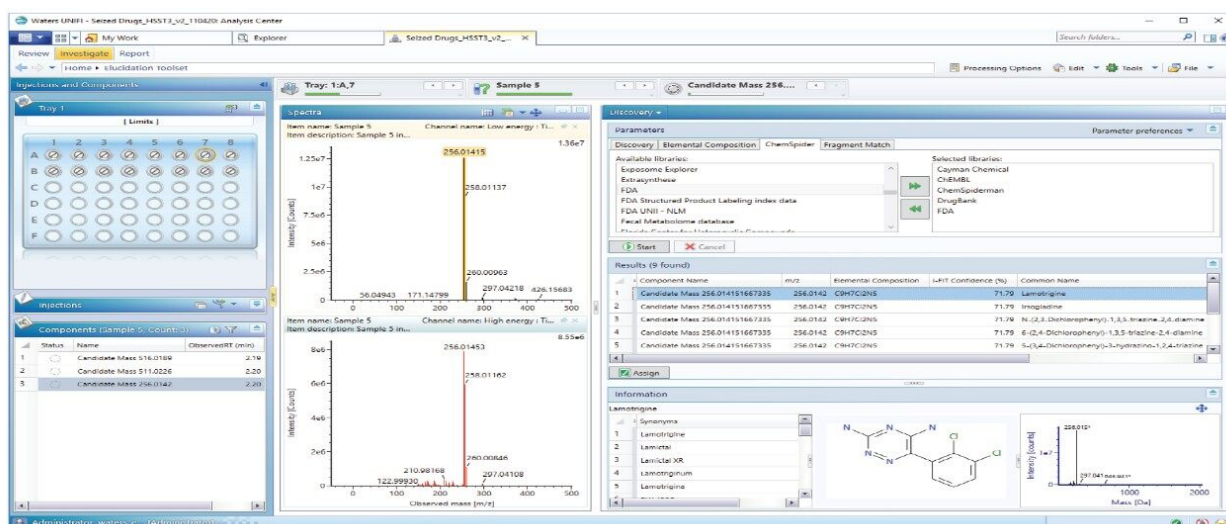 Waters UNIFI - Seized Drugs_HSST3_v2_110420: Analysis Center
My Work
Explorer
Seized Drugs_HSST3_v2_...
Search folders...
Review Investigate Report
Home Elucidation Toolset
Processing Options Edit Tools File
Injections and Components
Tray: 1:A,7
Sample 5
Candidate Mass 256....
Tray 1
[ Limits ]
1 2 3 4 5 6 7 8
A
B
C
D
E
F
Injections
Components (Sample 5, Count: 3)
Status Name ObservedRT (min)
1 Candidate Mass 516.0189 2.19
2 Candidate Mass 511.0226 2.20
3 Candidate Mass 256.0142 2.20
Spectra
Item name: Sample 5 Channel name: Low energy : Ti...
Item description: Sample 5 in...
1.36e7
256.01415
1.25e7
258.01137
1e7
7.5e6
5e6
2.5e6
260.00963
297.04218
426.15683
56.04943
171.14799
0
Intensity [Counts]
0 100 200 300 400 500
Item name: Sample 5 Channel name: High energy : Ti...
Item description: Sample 5 in...
8.55e6
256.01453
8e6
258.01162
6e6
4e6
2e6
260.00846
210.98168
297.04108
122.99930
0
Intensity [Counts]
0 100 200 300 400 500
Observed mass [m/z]
Discovery
Parameters
Parameter preferences
Discovery Elemental Composition ChemSpider Fragment Match
Available libraries:
Exposome Explorer
Extrasynthese
FDA
FDA Structured Product Labeling index data
FDA UNII - NLM
Fecal Metabolome database
Selected libraries:
Cayman Chemical
ChEMBL
ChemSpiderman
DrugBank
FDA
Start Cancel
Results (9 found)
Component Name m/z Elemental Composition i-FIT Confidence (%) Common Name
1 Candidate Mass 256.014151667335 256.0142 C9H7Cl2N5 71.79 Lamotrigine
2 Candidate Mass 256.014151667335 256.0142 C9H7Cl2N5 71.79 Irsogladine
3 Candidate Mass 256.014151667335 256.0142 C9H7Cl2N5 71.79 N-(2,3-Dichlorophenyl)-1,3,5-triazine-2,4-diamine
4 Candidate Mass 256.014151667335 256.0142 C9H7Cl2N5 71.79 6-(2,4-Dichlorophenyl)-1,3,5-triazine-2,4-diamine
5 Candidate Mass 256.014151667335 256.0142 C9H7Cl2N5 71.79 5-(3,4-Dichlorophenyl)-3-hydrazino-1,2,4-triazine
Assign
Information
Lamotrigine
Synonyms
1 Lamotrigine
2 Lamictal
3 Lamictal XR
4 Lamotriginum
5 Lamotrigina
N
N
N
N
N
Cl
Cl
256.015*
Intensity [counts]
1e7
297.041
0
1000 2000
Mass [Da]